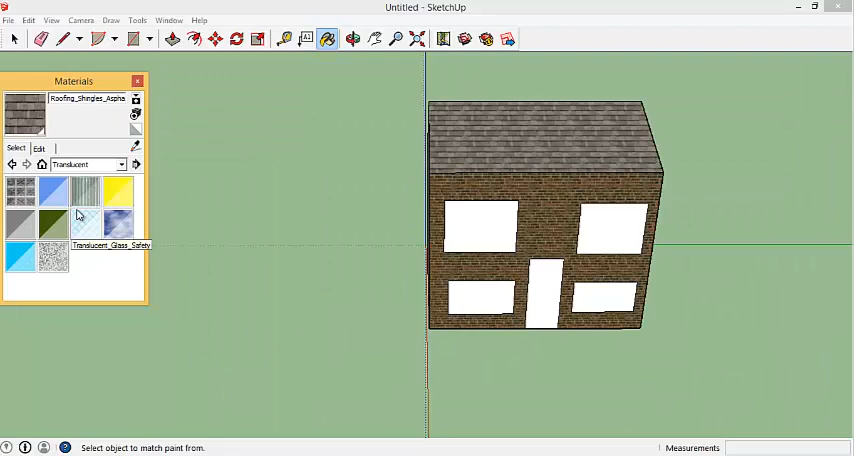 Untitled - SketchUp
File Edit View Camera Draw Tools Window Help
Materials
Roofing_Shingles_Aspha
Select Edit
Translucent
Translucent_Glass_Safety
Select object to match paint from.
Measurements